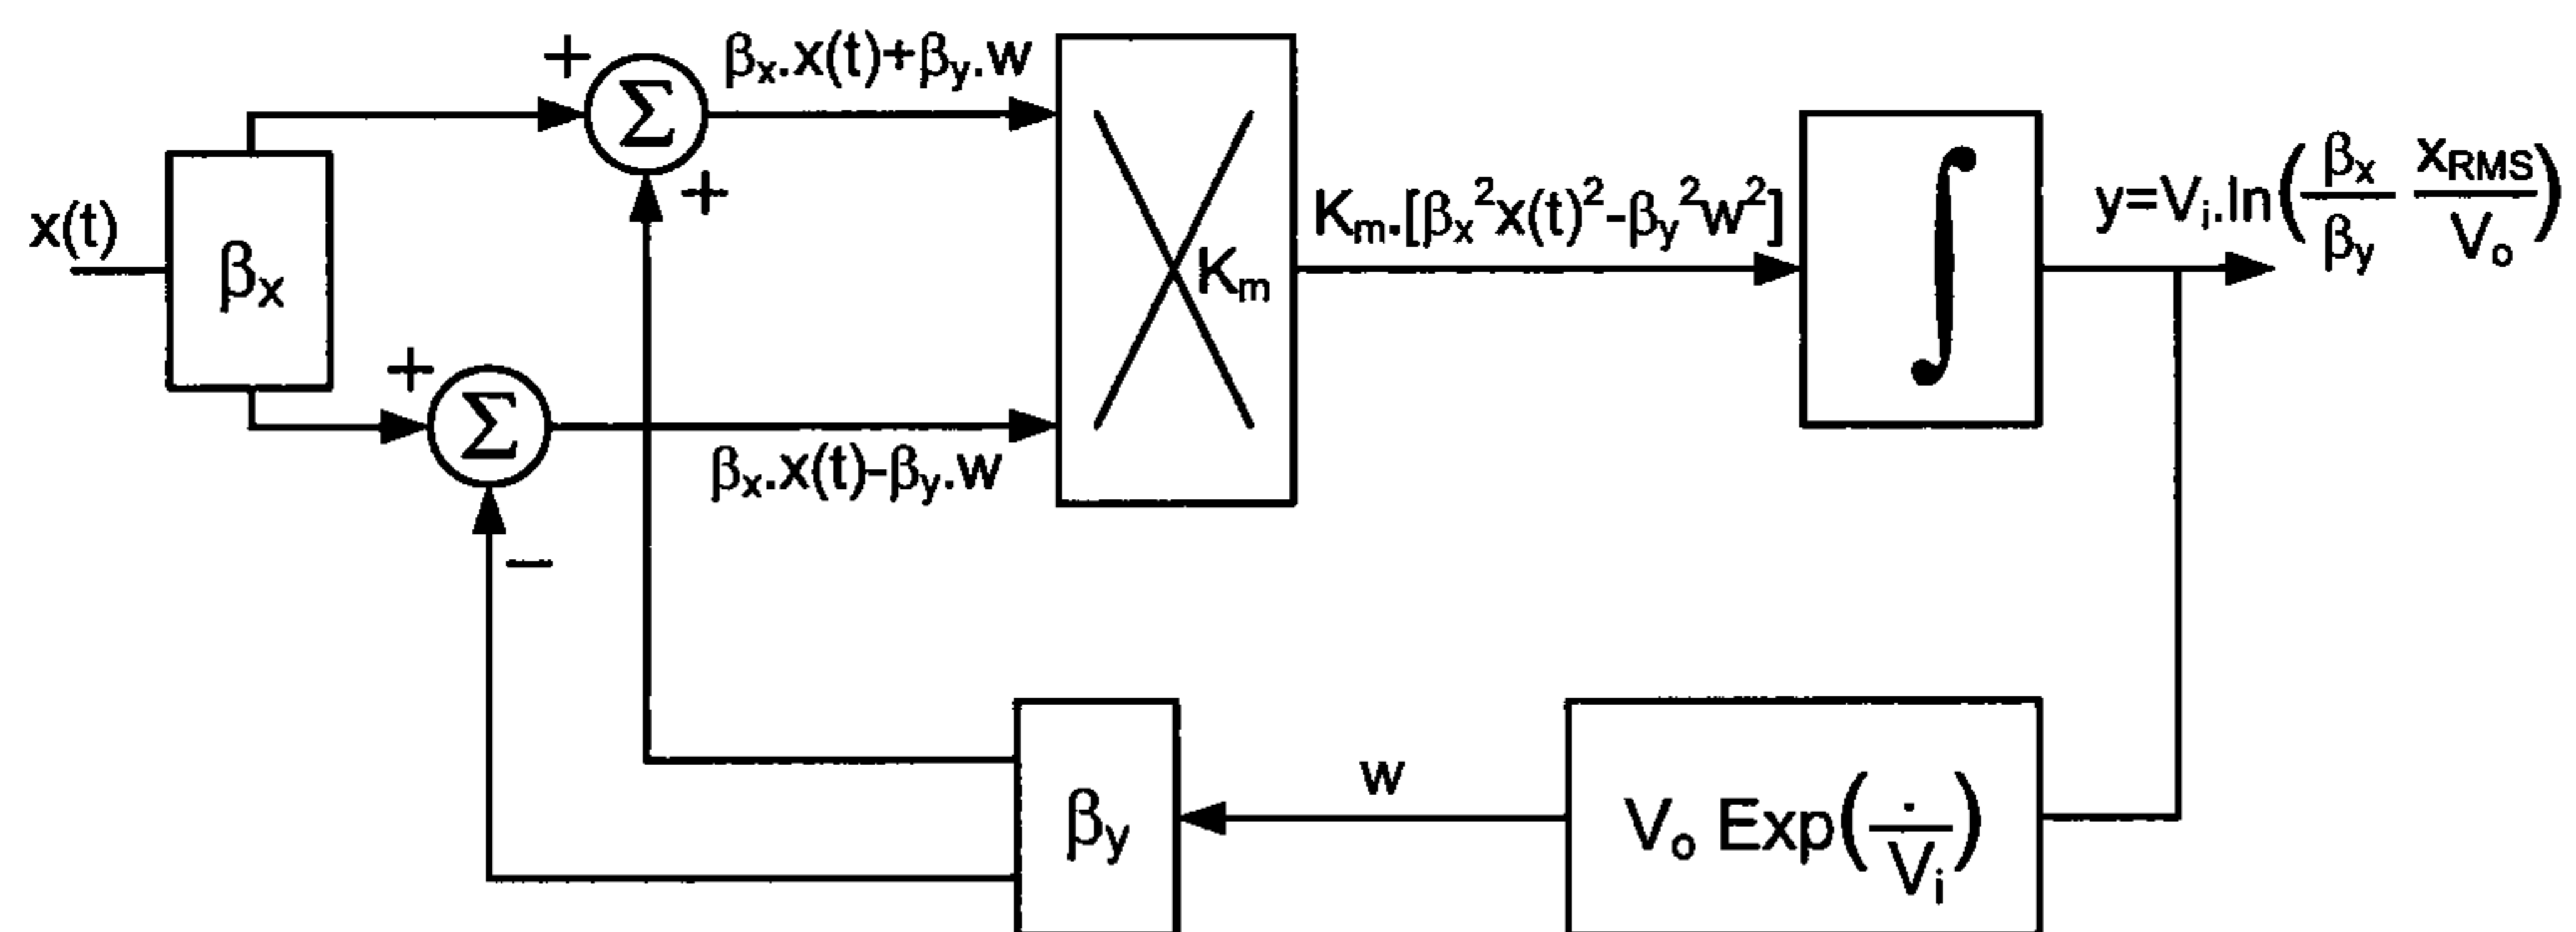 x(t)
βx
+
Σ
+
βx.x(t)+βy.w
+
Σ
−
βx.x(t)-βy.w
Km
Km.[βx²x(t)²-βy²w²]
∫
y=Vi.ln(βx/βy xRMS/Vo)
βy
w
Vo Exp(./Vi)